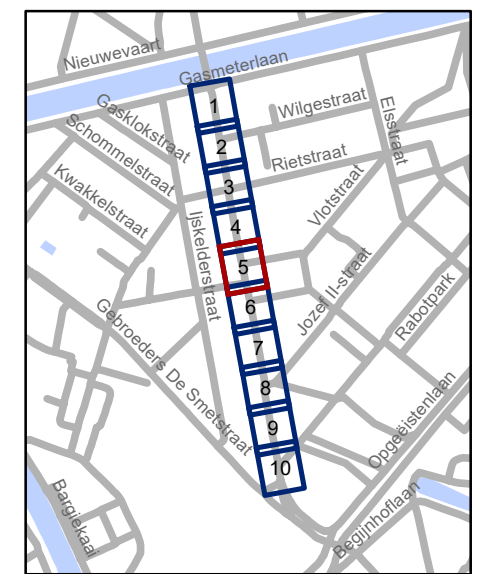 Nieuwevaart
Gasmeterlaan
Gasklokstraat
Schommelstraat
Kwakkelstraat
Wilgestraat
Elsstraat
Rietstraat
Vlotstraat
Ijskelderstraat
Jozef II-straat
Rabotpark
Gebroeders De Smetstraat
Opgeëistenlaan
Begijnhoflaan
Bargiekaai
1
2
3
4
5
6
7
8
9
10